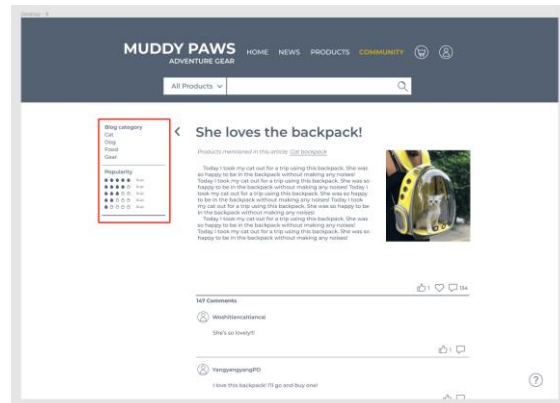 MUDDY PAWS
ADVENTURE GEAR
HOME NEWS PRODUCTS COMMUNITY
All Products
Blog category
Cat
Dog
Food
Gear
Popularity
& up
& up
& up
& up
& up
She loves the backpack!
Products mentioned in this article: Cat backpack
Today I took my cat out for a trip using this backpack. She was
so happy to be in the backpack without making any noises!
Today I took my cat out for a trip using this backpack. She was so
happy to be in the backpack without making any noises! Today I
took my cat out for a trip using this backpack. She was so happy
to be in the backpack without making any noises! Today I took
my cat out for a trip using this backpack. She was so happy to be
in the backpack without making any noises!
Today I took my cat out for a trip using this backpack. She was
so happy to be in the backpack without making any noises!
Today I took my cat out for a trip using this backpack. She was so
happy to be in the backpack without making any noises!
1 134
147 Comments
Woshitiancaitiancai
She's so lovely!!!
1
YangyangyangPD
I love this backpack! I'll go and buy one!
?